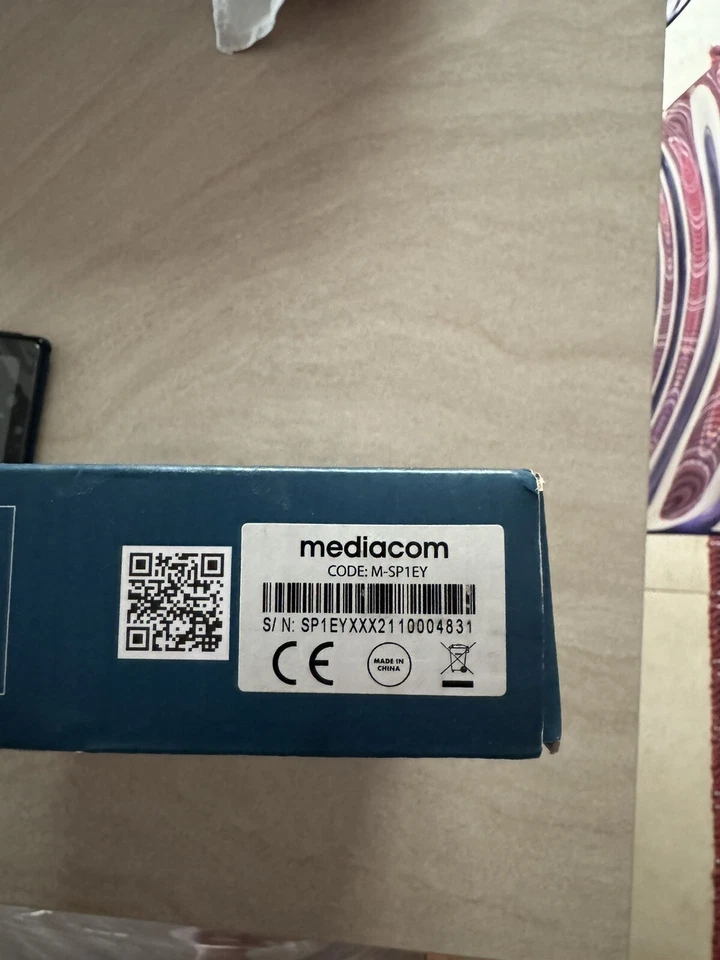 mediacom
CODE: M-SP1EY
S/N: SP1EYXXX2110004831
CE
MADE IN
CHINA